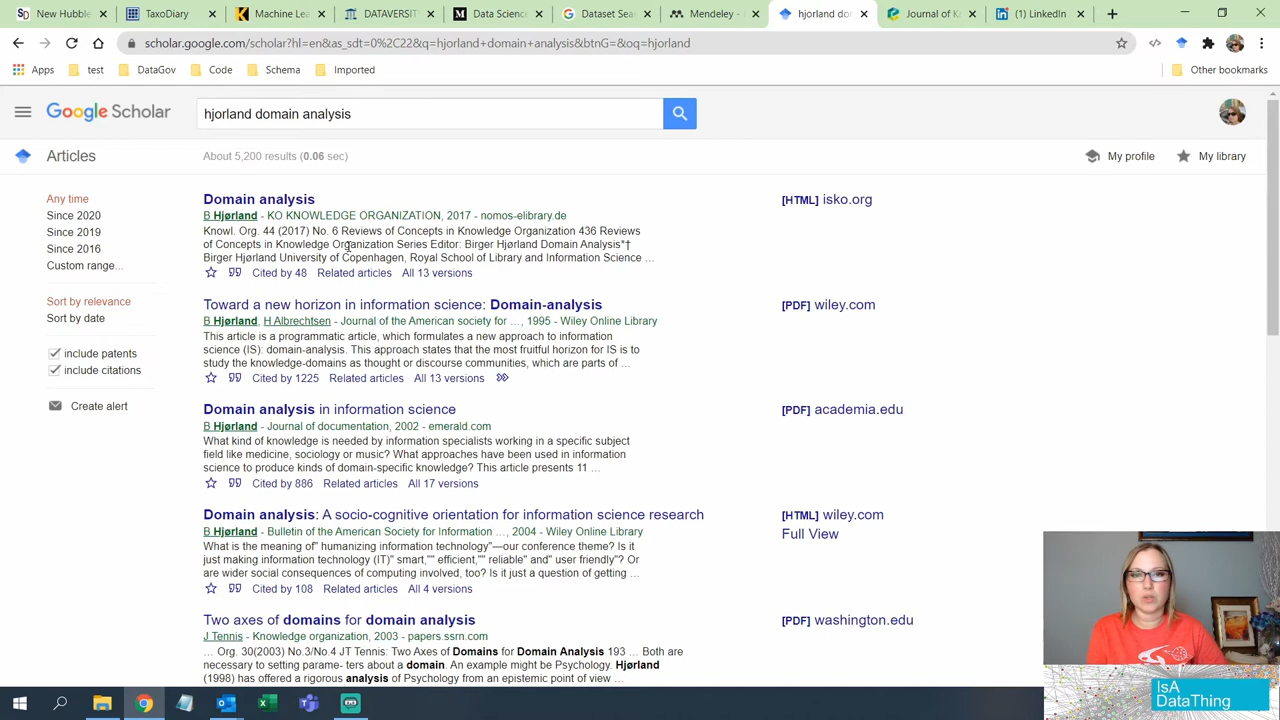 New Hubble
TaxoDiary
Machine Lea
DATAVERSIT
Data Science
Dataset Sear
Mendeley -
hjorland dom
Journal of K
(1) LinkedIn
scholar.google.com/scholar?hl=en&as_sdt=0%2C22&q=hjorland+domain+analysis&btnG=&oq=hjorland
Apps test DataGov Code Schema Imported Other bookmarks
Google Scholar
hjorland domain analysis
Articles
About 5,200 results (0.06 sec)
My profile
My library
Any time
Since 2020
Since 2019
Since 2016
Custom range...
Sort by relevance
Sort by date
include patents
include citations
Create alert
Domain analysis
B Hjørland - KO KNOWLEDGE ORGANIZATION, 2017 - nomos-elibrary.de
Knowl. Org. 44 (2017) No. 6 Reviews of Concepts in Knowledge Organization 436 Reviews
of Concepts in Knowledge Organization Series Editor: Birger Hjørland Domain Analysis*†
Birger Hjørland University of Copenhagen, Royal School of Library and Information Science ...
Cited by 48 Related articles All 13 versions
[HTML] isko.org
Toward a new horizon in information science: Domain-analysis
B Hjørland, H Albrechtsen - Journal of the American society for ..., 1995 - Wiley Online Library
This article is a programmatic article, which formulates a new approach to information
science (IS): domain-analysis. This approach states that the most fruitful horizon for IS is to
study the knowledge-domains as thought or discourse communities, which are parts of ...
Cited by 1225 Related articles All 13 versions
[PDF] wiley.com
Domain analysis in information science
B Hjørland - Journal of documentation, 2002 - emerald.com
What kind of knowledge is needed by information specialists working in a specific subject
field like medicine, sociology or music? What approaches have been used in information
science to produce kinds of domain-specific knowledge? This article presents 11 ...
Cited by 886 Related articles All 17 versions
[PDF] academia.edu
Domain analysis: A socio-cognitive orientation for information science research
B Hjørland - Bulletin of the American Society for Information ..., 2004 - Wiley Online Library
What is the meaning of" humanizing information technology"—our conference theme? Is it
just making information technology (IT)" smart,"" efficient,"" reliable" and" user friendly"? Or
are wider social consequences of computing involved, too? Is it just a question of getting ...
Cited by 108 Related articles All 4 versions
[HTML] wiley.com
Full View
Two axes of domains for domain analysis
J Tennis - Knowledge organization, 2003 - papers.ssrn.com
... Org. 30(2003) No.3/No.4 JT Tennis: Two Axes of Domains for Domain Analysis 193 ... Both are
necessary to setting parame- ters about a domain. An example might be Psychology. Hjørland
(1998) has offered a rigorous analysis of Psychology from an epistemic point of view ...
[PDF] washington.edu
IsA
DataThing